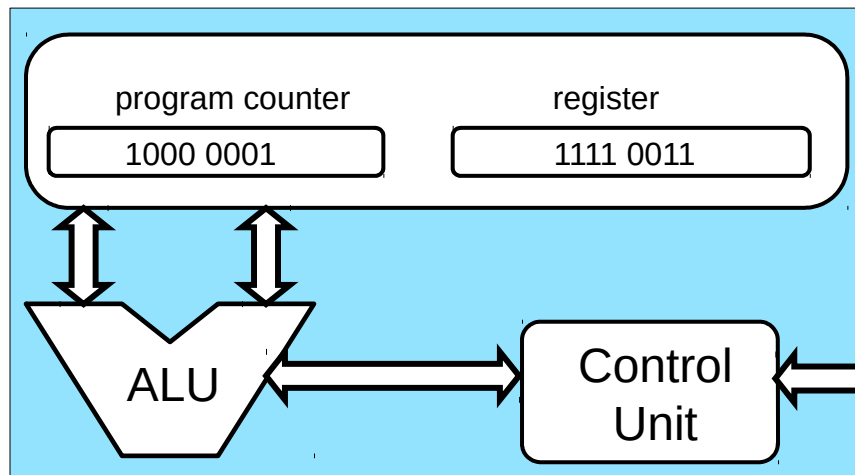 program counter
register
1000 0001
1111 0011
ALU
Control
Unit